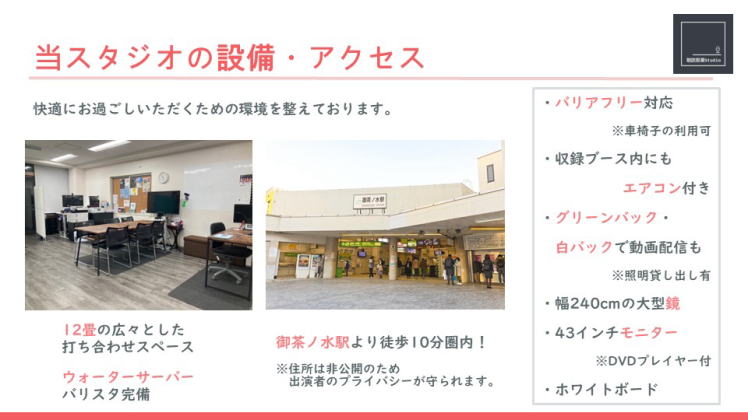 当スタジオの設備・アクセス
快適にお過ごしいただくための環境を整えております。
12畳の広々とした
打ち合わせスペース
ウォーターサーバー
バリスタ完備
御茶ノ水駅
御茶ノ水駅より徒歩10分圏内！
※住所は非公開のため
出演者のプライバシーが守られます。
・バリアフリー対応
※車椅子の利用可
・収録ブース内にも
エアコン付き
・グリーンバック・
白バックで動画配信も
※照明貸し出し有
・幅240cmの大型鏡
・43インチモニター
※DVDプレイヤー付
・ホワイトボード